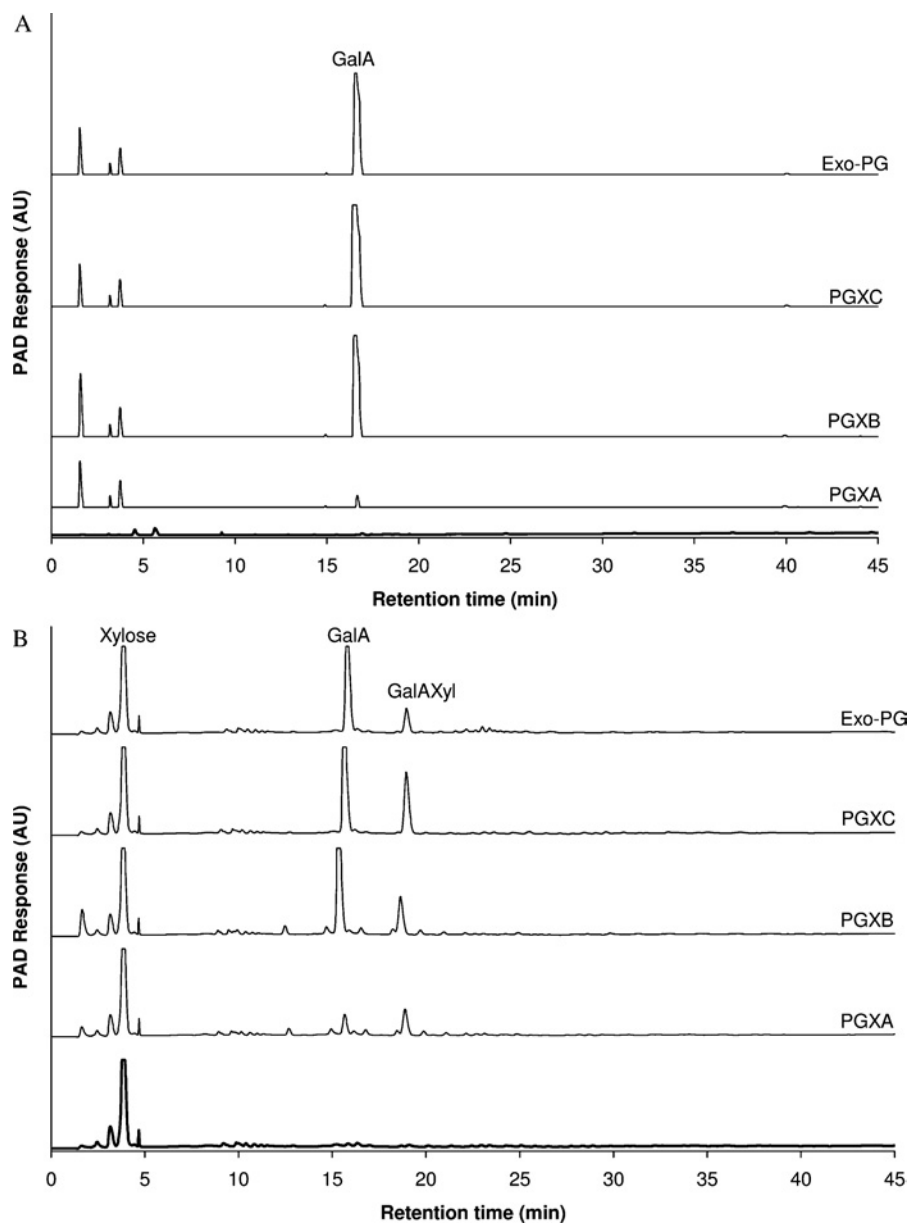 A
GalA
Exo-PG
PGXC
PGXB
PGXA
PAD Response (AU)
0 5 10 15 20 25 30 35 40 45
Retention time (min)
B
Xylose GalA
GalAXyl
Exo-PG
PGXC
PGXB
PGXA
PAD Response (AU)
0 5 10 15 20 25 30 35 40 45
Retention time (min)